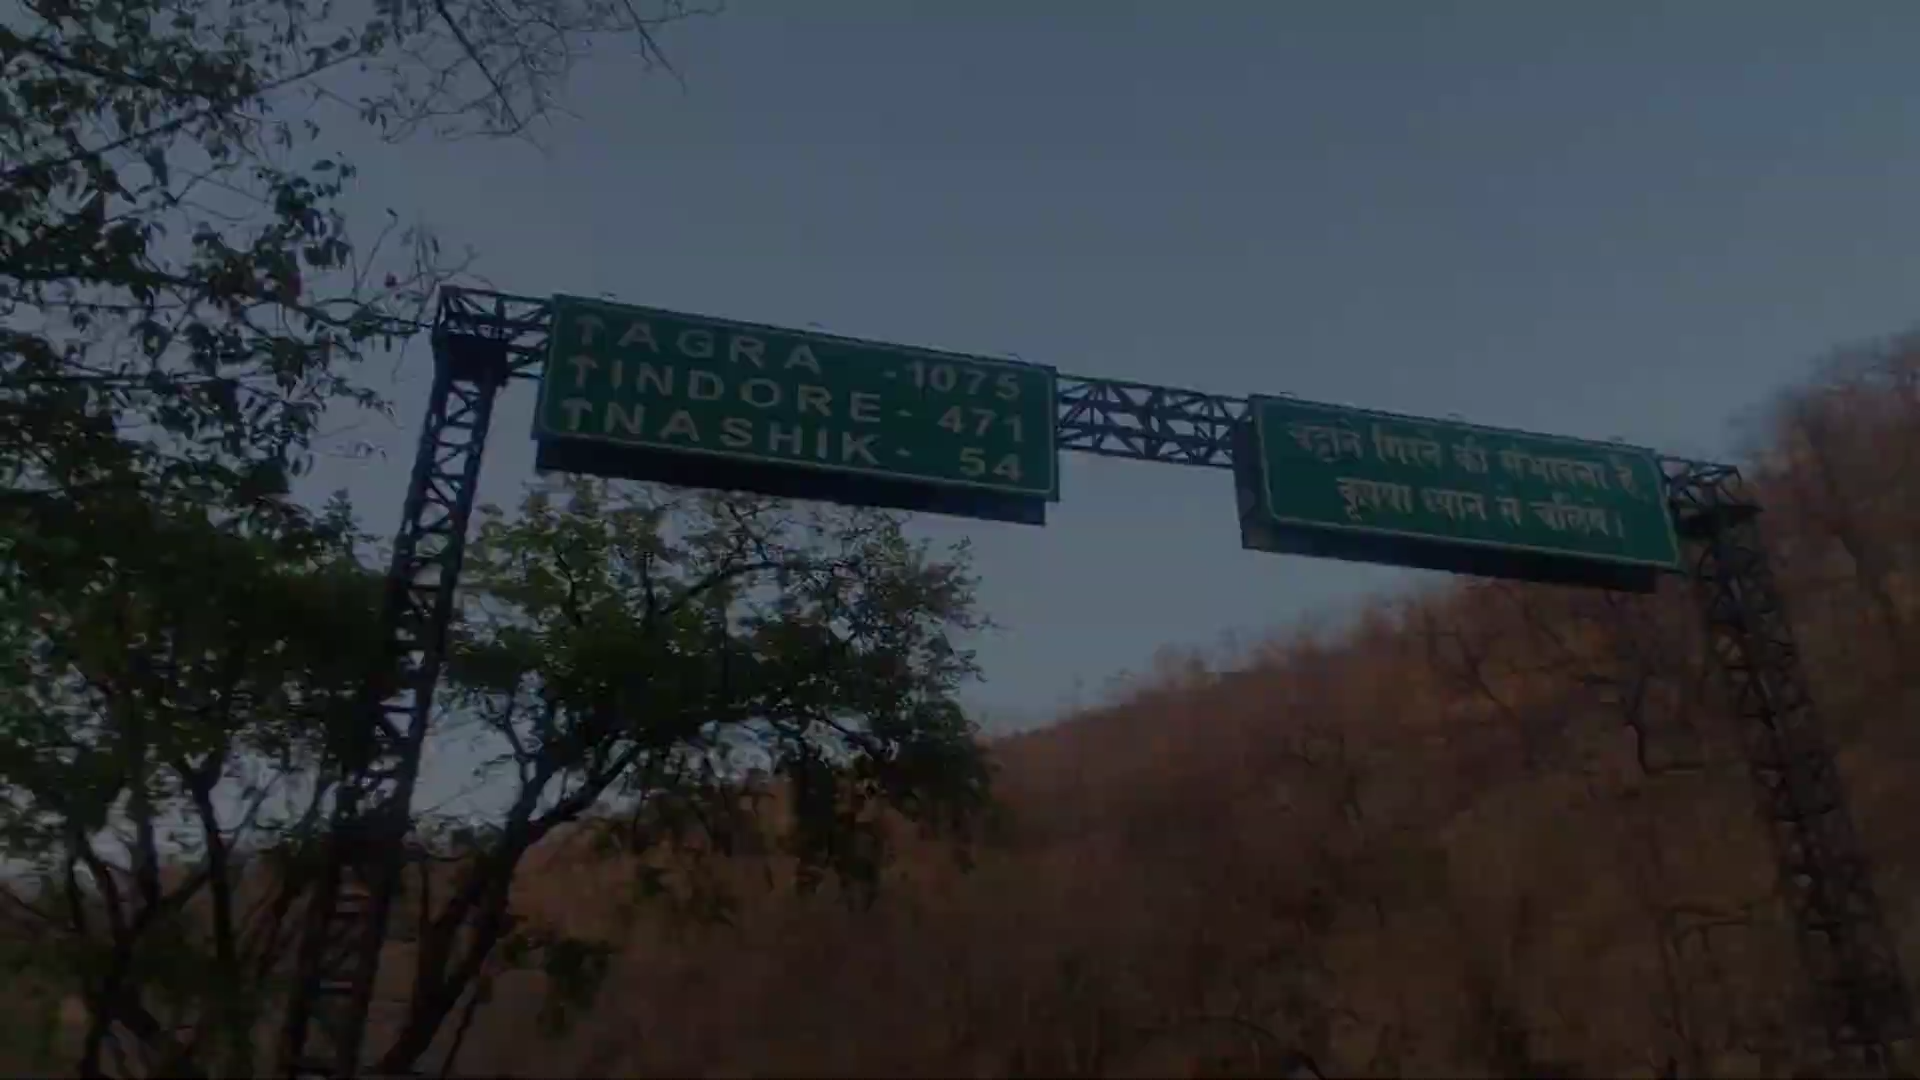 ↑AGRA -1075
↑INDORE - 471
↑NASHIK - 54
चट्टाने गिरने की संभावना है,
कृपया ध्यान से चलिये।